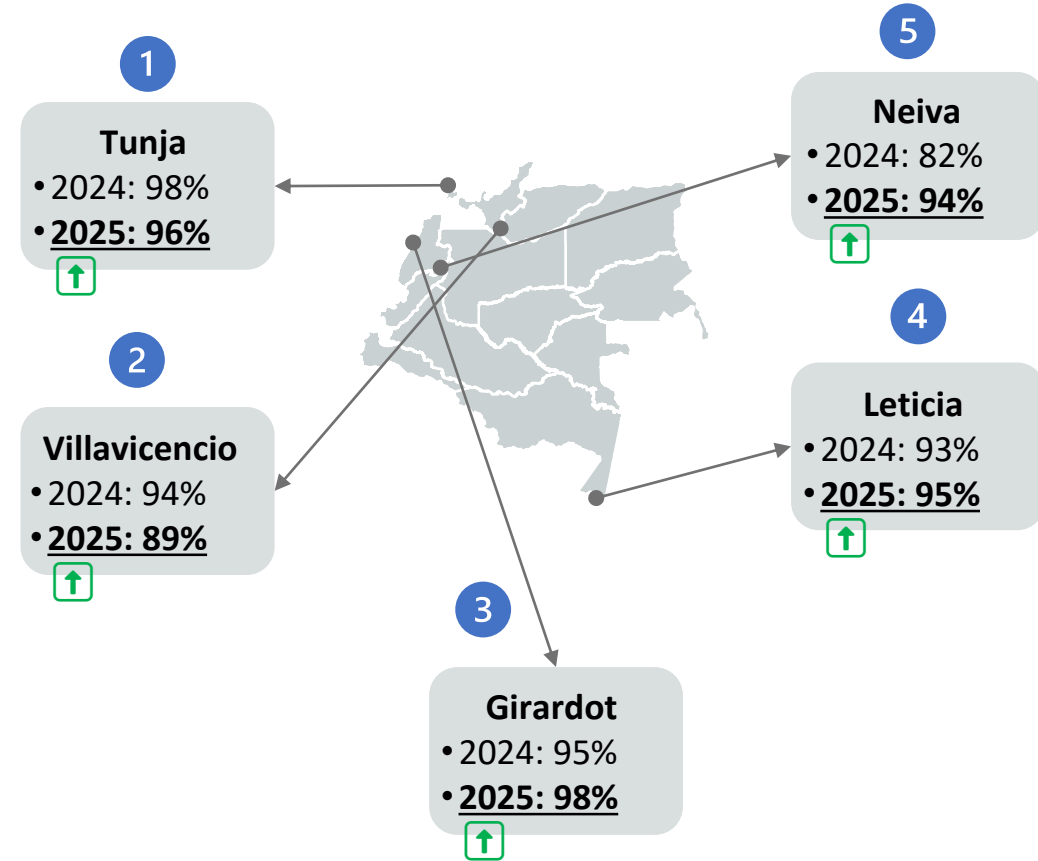 1
Tunja
• 2024: 98%
• 2025: 96%
2
Villavicencio
• 2024: 94%
• 2025: 89%
3
Girardot
• 2024: 95%
• 2025: 98%
4
Leticia
• 2024: 93%
• 2025: 95%
5
Neiva
• 2024: 82%
• 2025: 94%